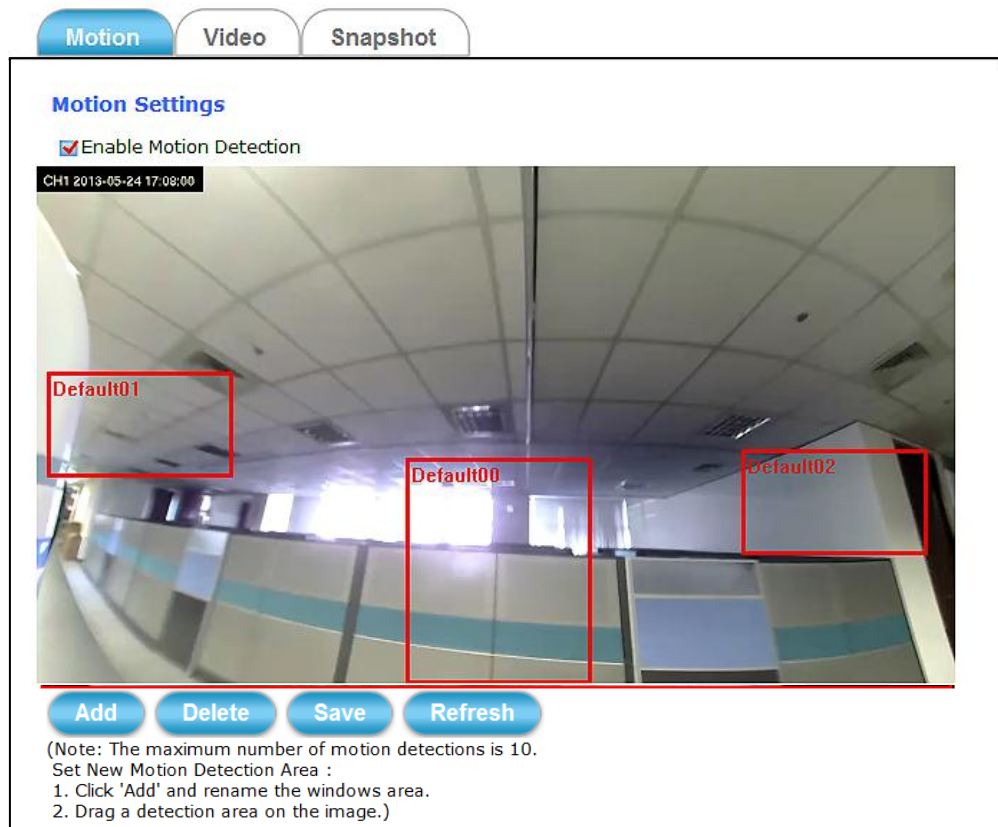 Motion Video Snapshot
Motion Settings
Enable Motion Detection
CH1 2013-05-24 17:08:00
Default01
Default00
Default02
Add Delete Save Refresh
(Note: The maximum number of motion detections is 10.
Set New Motion Detection Area :
1. Click 'Add' and rename the windows area.
2. Drag a detection area on the image.)